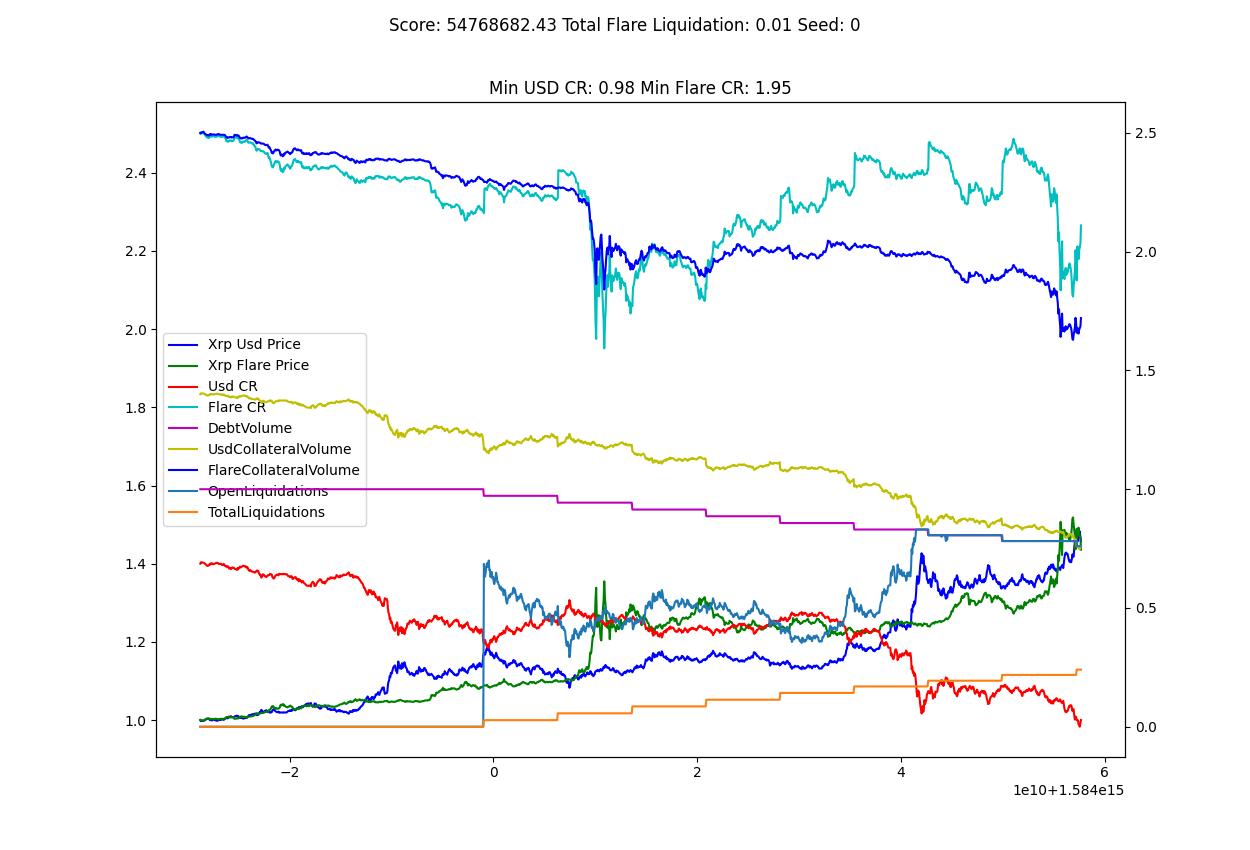 Score: 54768682.43 Total Flare Liquidation: 0.01 Seed: 0
Min USD CR: 0.98 Min Flare CR: 1.95
2.4
2.2
2.0
1.8
1.6
1.4
1.2
1.0
Xrp Usd Price
Xrp Flare Price
Usd CR
Flare CR
DebtVolume
UsdCollateralVolume
FlareCollateralVolume
OpenLiquidations
TotalLiquidations
2.5
2.0
1.5
1.0
0.5
0.0
−2
0
2
4
6
1e10+1.584e15